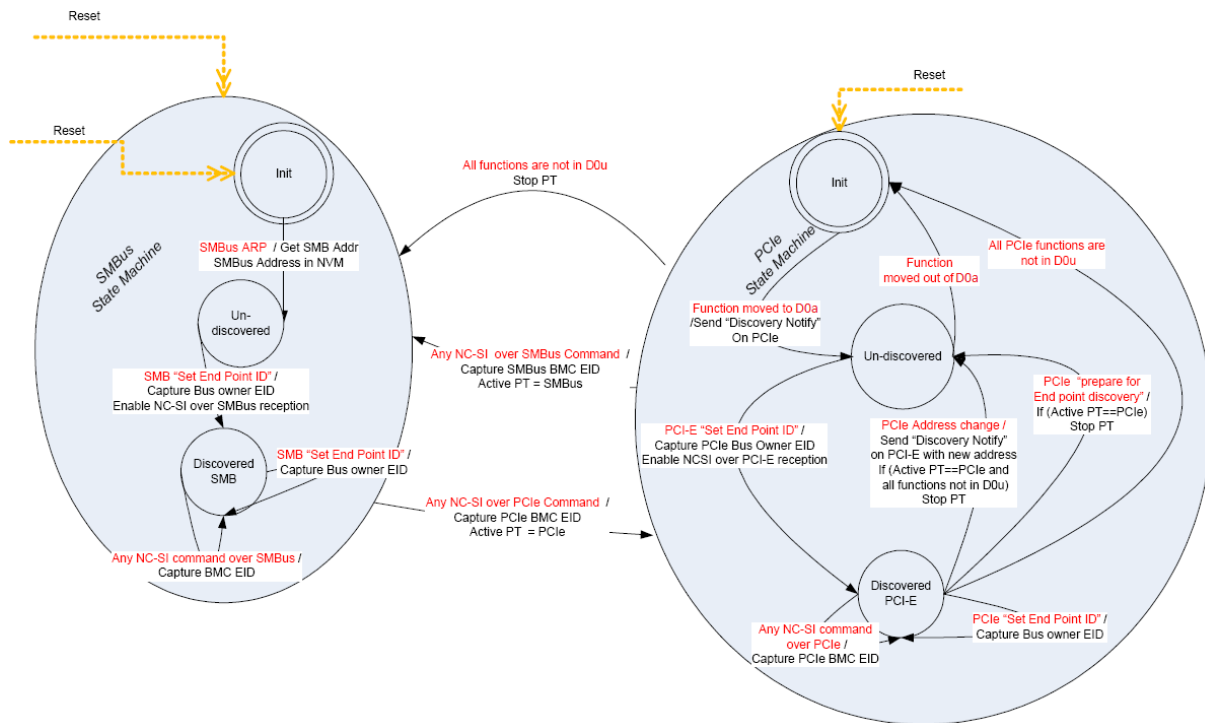 Reset
Reset
Init
SMBus
State Machine
SMBus ARP / Get SMB Addr
SMBus Address in NVM
Un-
discovered
SMB “Set End Point ID” /
Capture Bus owner EID
Enable NC-SI over SMBus reception
Discovered
SMB
SMB “Set End Point ID” /
Capture Bus owner EID
Any NC-SI command over SMBus /
Capture BMC EID
All functions are not in D0u
Stop PT
Any NC-SI over SMBus Command /
Capture SMBus BMC EID
Active PT = SMBus
Any NC-SI over PCIe Command /
Capture PCIe BMC EID
Active PT = PCIe
Reset
Init
PCIe
State Machine
Function moved to D0a
/Send “Discovery Notify”
On PCIe
Function
moved out of D0a
All PCIe functions are
not in D0u
Un-discovered
PCI-E “Set End Point ID” /
Capture PCIe Bus Owner EID
Enable NCSI over PCI-E reception
PCIe Address change /
Send “Discovery Notify”
on PCI-E with new address
If (Active PT==PCIe and
all functions not in D0u)
Stop PT
PCIe “prepare for
End point discovery” /
If (Active PT==PCIe)
Stop PT
Discovered
PCI-E
Any NC-SI command
over PCIe /
Capture PCIe BMC EID
PCIe “Set End Point ID” /
Capture Bus owner EID